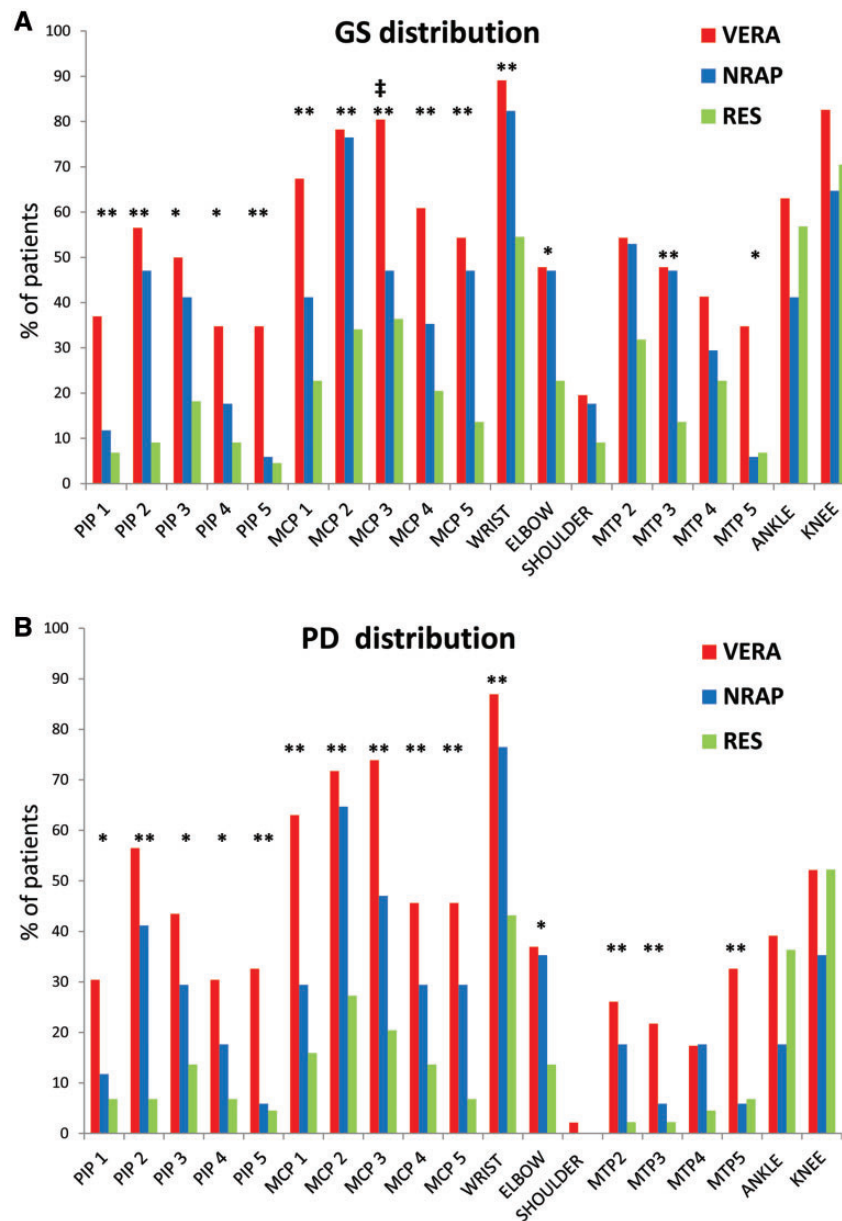 A
GS distribution
VERA
NRAP
RES
% of patients
100
90
80
70
60
50
40
30
20
10
0
** ** * * ** ** ** ‡ ** ** ** ** * ** *
PIP 1 PIP 2 PIP 3 PIP 4 PIP 5 MCP 1 MCP 2 MCP 3 MCP 4 MCP 5 WRIST ELBOW SHOULDER MTP 2 MTP 3 MTP 4 MTP 5 ANKLE KNEE
B
PD distribution
VERA
NRAP
RES
% of patients
100
90
80
70
60
50
40
30
20
10
0
* ** * * ** ** ** ** ** ** ** * ** ** **
PIP 1 PIP 2 PIP 3 PIP 4 PIP 5 MCP 1 MCP 2 MCP 3 MCP 4 MCP 5 WRIST ELBOW SHOULDER MTP2 MTP3 MTP4 MTP5 ANKLE KNEE